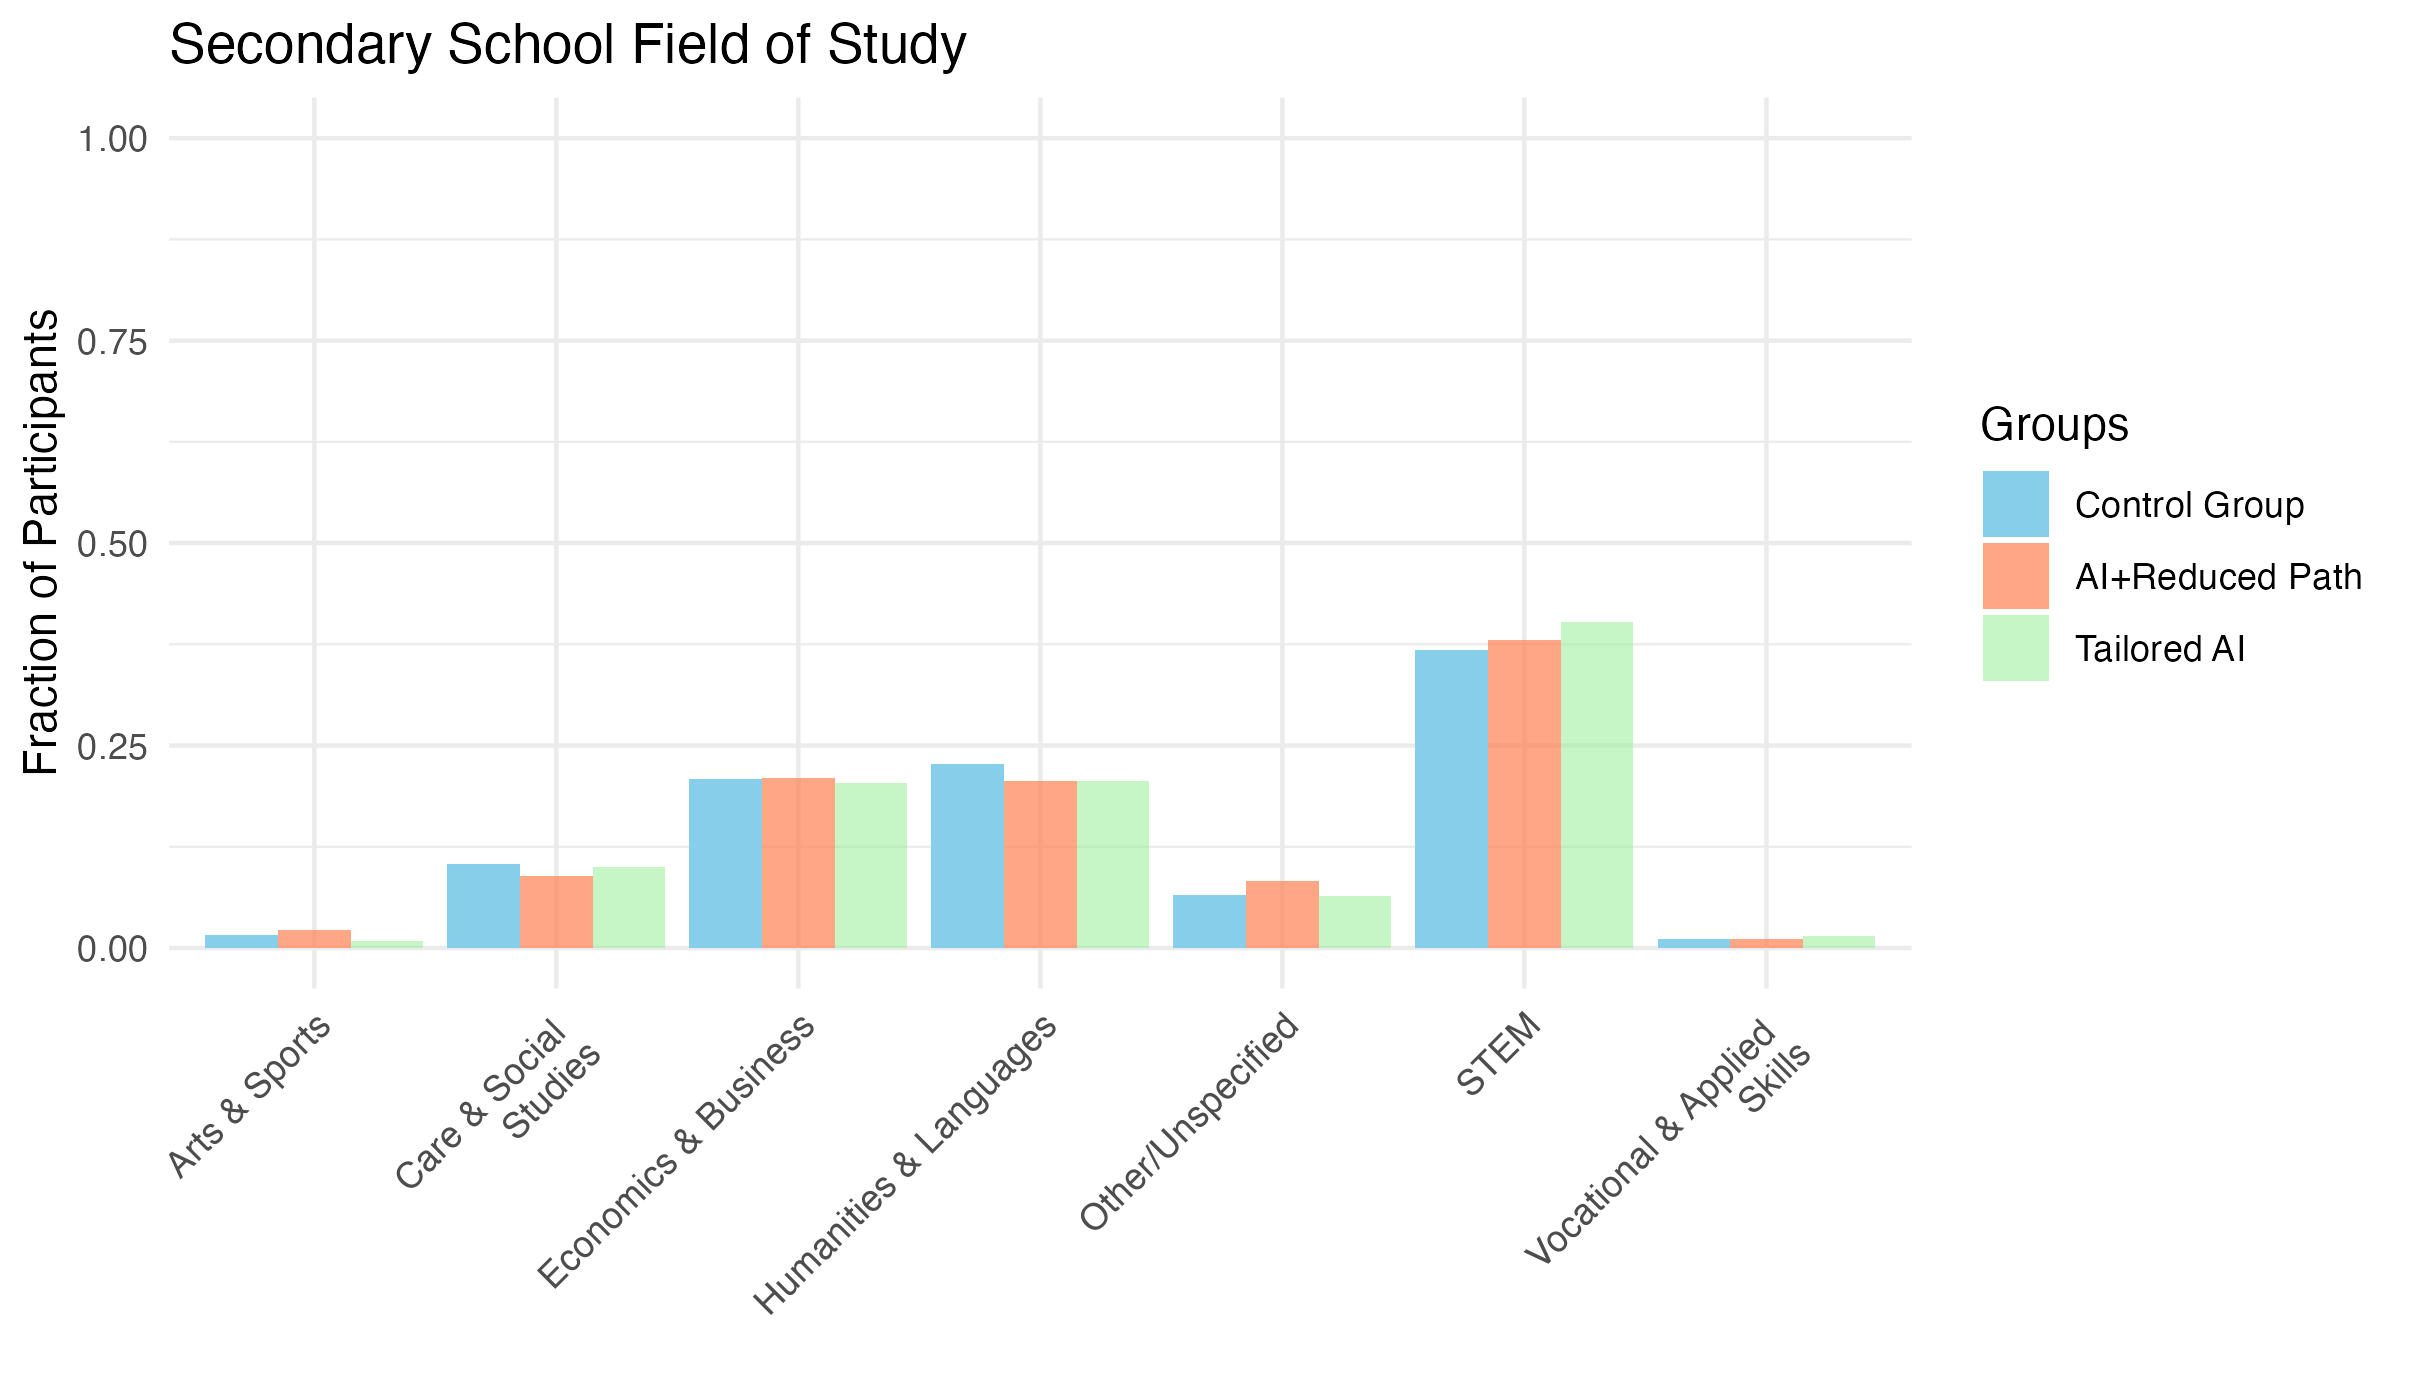 Secondary School Field of Study
Fraction of Participants
1.00
0.75
0.50
0.25
0.00
Arts & Sports
Care & Social
Studies
Economics & Business
Humanities & Languages
Other/Unspecified
STEM
Vocational & Applied
Skills
Groups
Control Group
AI+Reduced Path
Tailored AI